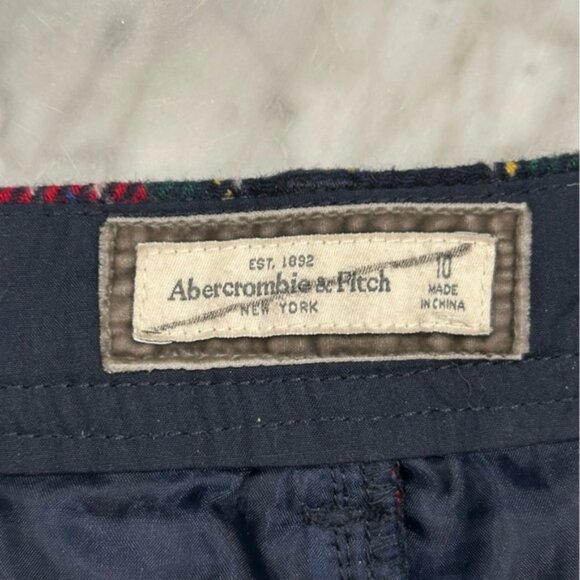 EST. 1892
Abercrombie & Fitch
NEW YORK
10
MADE
IN CHINA